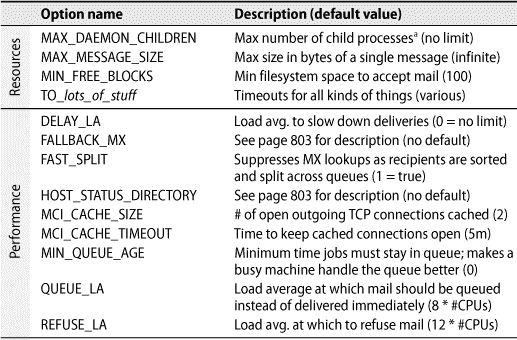 Option name Description (default value)
Resources
MAX_DAEMON_CHILDREN Max number of child processesa (no limit)
MAX_MESSAGE_SIZE Max size in bytes of a single message (infinite)
MIN_FREE_BLOCKS Min filesystem space to accept mail (100)
TO_lots_of_stuff Timeouts for all kinds of things (various)
Performance
DELAY_LA Load avg. to slow down deliveries (0 = no limit)
FALLBACK_MX See page 803 for description (no default)
FAST_SPLIT Suppresses MX lookups as recipients are sorted
and split across queues (1 = true)
HOST_STATUS_DIRECTORY See page 803 for description (no default)
MCI_CACHE_SIZE # of open outgoing TCP connections cached (2)
MCI_CACHE_TIMEOUT Time to keep cached connections open (5m)
MIN_QUEUE_AGE Minimum time jobs must stay in queue; makes a
busy machine handle the queue better (0)
QUEUE_LA Load average at which mail should be queued
instead of delivered immediately (8 * #CPUs)
REFUSE_LA Load avg. at which to refuse mail (12 * #CPUs)